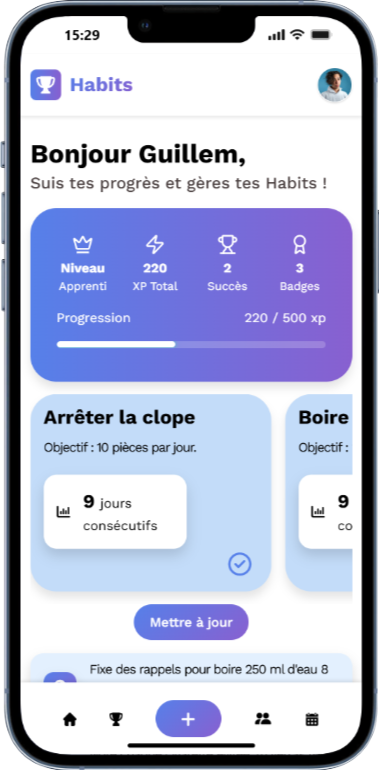 15:29
Habits
Bonjour Guillem,
Suis tes progrès et gères tes Habits !
Niveau 220 2 3
Apprenti XP Total Succès Badges
Progression 220 / 500 xp
Arrêter la clope
Objectif : 10 pièces par jour.
9 jours
consécutifs
Boire
Objectif :
9
co
Mettre à jour
Fixe des rappels pour boire 250 ml d'eau 8